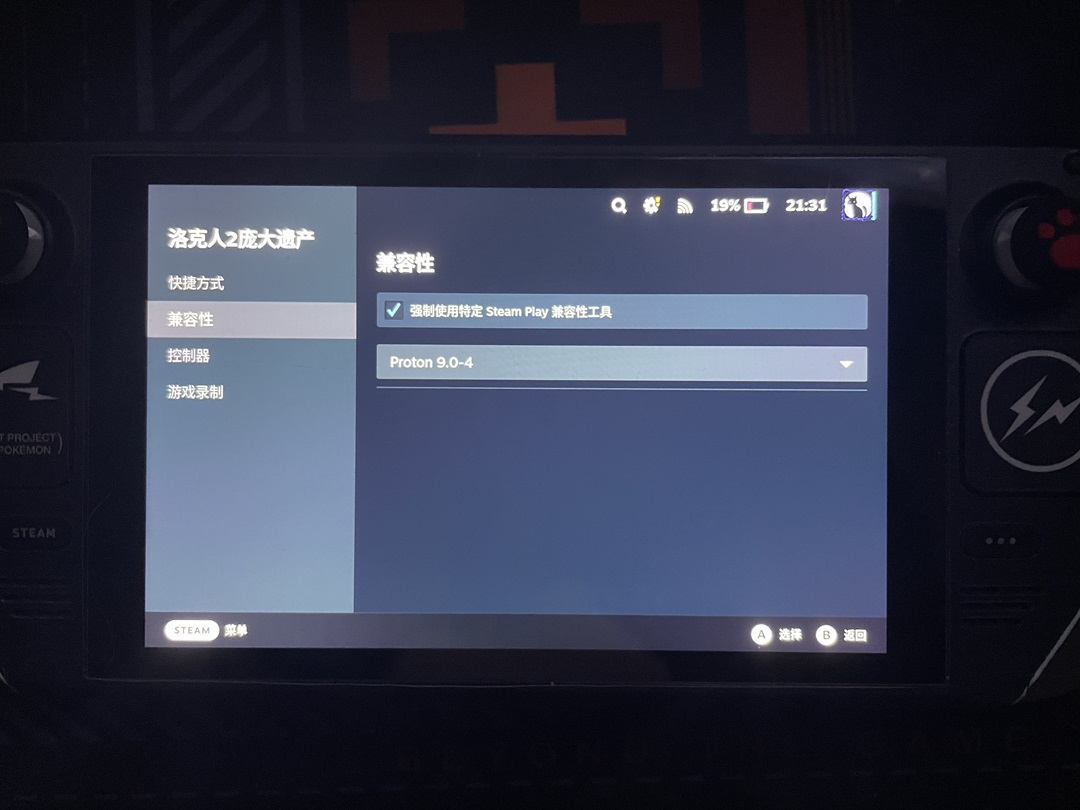 19%
21:31
洛克人2庞大遗产
快捷方式
兼容性
控制器
游戏录制
兼容性
强制使用特定 Steam Play 兼容性工具
Proton 9.0-4
T PROJECT
POKEMON
STEAM
STEAM 菜单
A 选择 B 返回